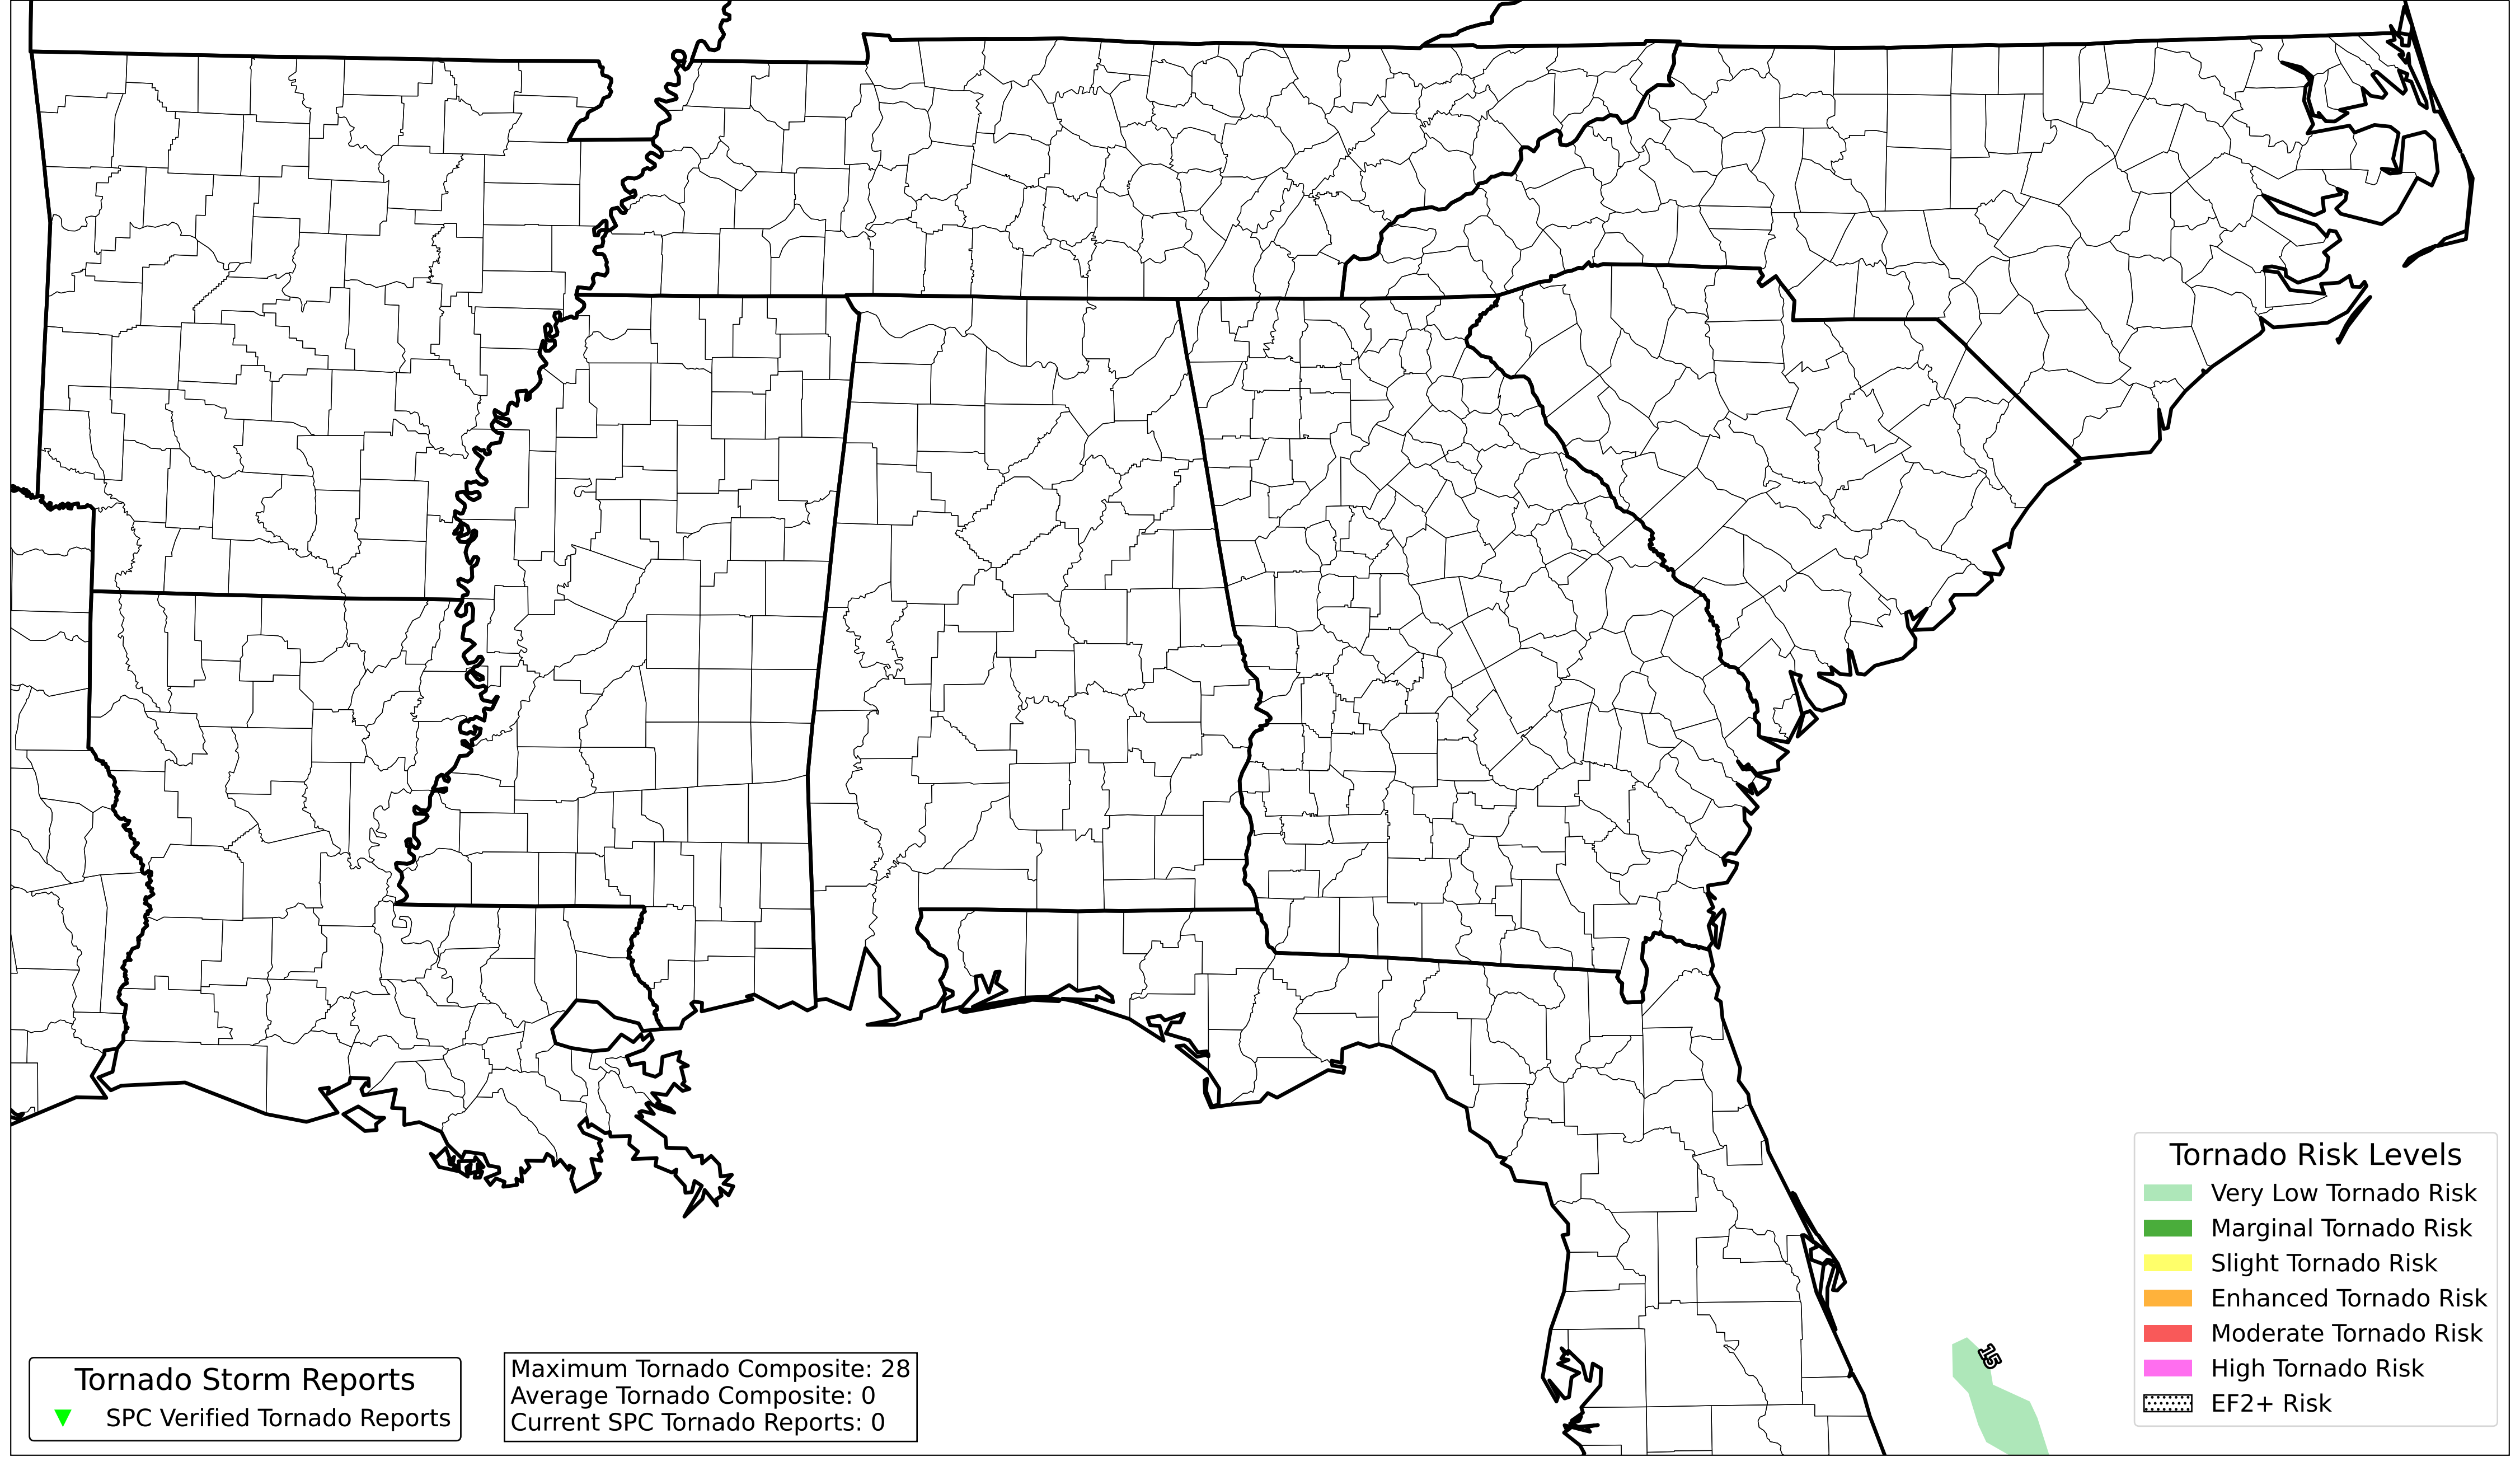 15
Tornado Risk Levels
Very Low Tornado Risk
Marginal Tornado Risk
Slight Tornado Risk
Enhanced Tornado Risk
Moderate Tornado Risk
High Tornado Risk
EF2+ Risk
Tornado Storm Reports
SPC Verified Tornado Reports
Maximum Tornado Composite: 28
Average Tornado Composite: 0
Current SPC Tornado Reports: 0